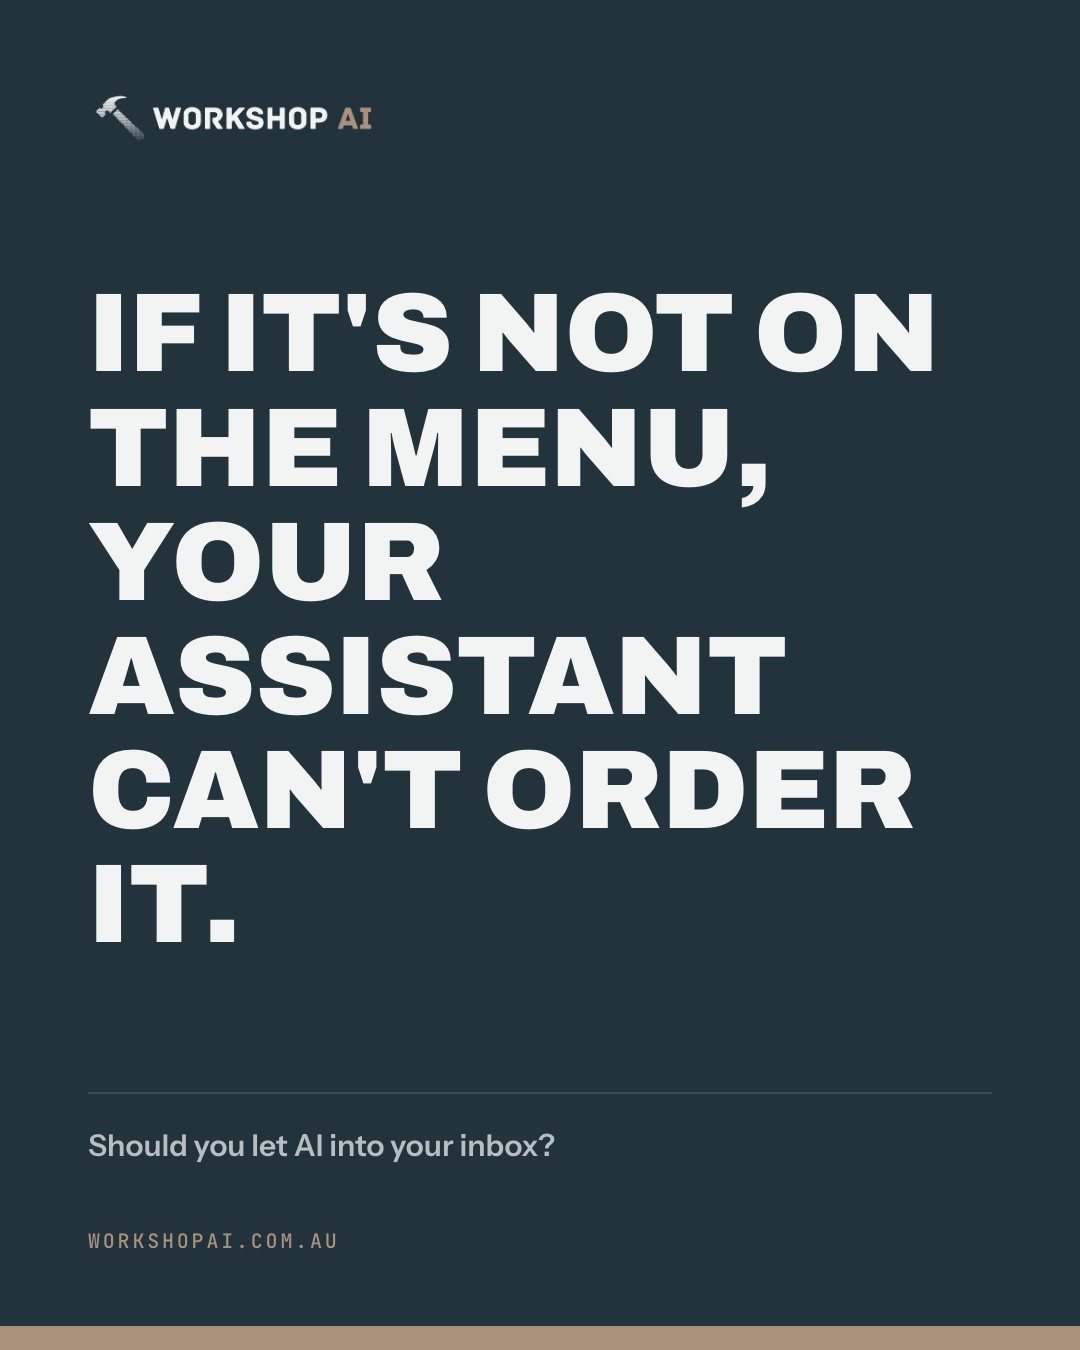 WORKSHOP AI
IF IT'S NOT ON
THE MENU,
YOUR
ASSISTANT
CAN'T ORDER
IT.
Should you let AI into your inbox?
WORKSHOPAI.COM.AU